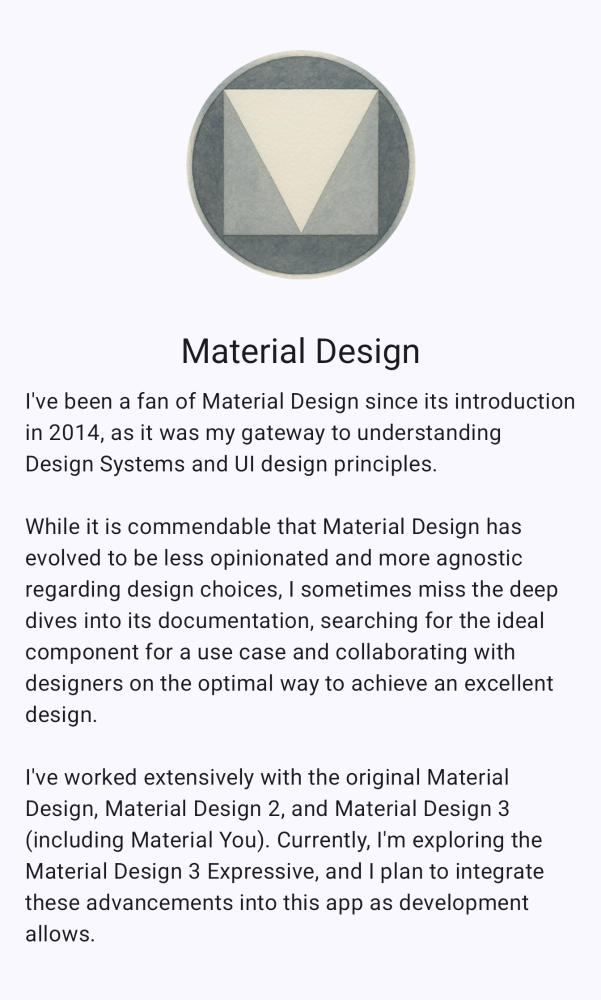 Material Design
I've been a fan of Material Design since its introduction
in 2014, as it was my gateway to understanding
Design Systems and UI design principles.
While it is commendable that Material Design has
evolved to be less opinionated and more agnostic
regarding design choices, I sometimes miss the deep
dives into its documentation, searching for the ideal
component for a use case and collaborating with
designers on the optimal way to achieve an excellent
design.
I've worked extensively with the original Material
Design, Material Design 2, and Material Design 3
(including Material You). Currently, I'm exploring the
Material Design 3 Expressive, and I plan to integrate
these advancements into this app as development
allows.